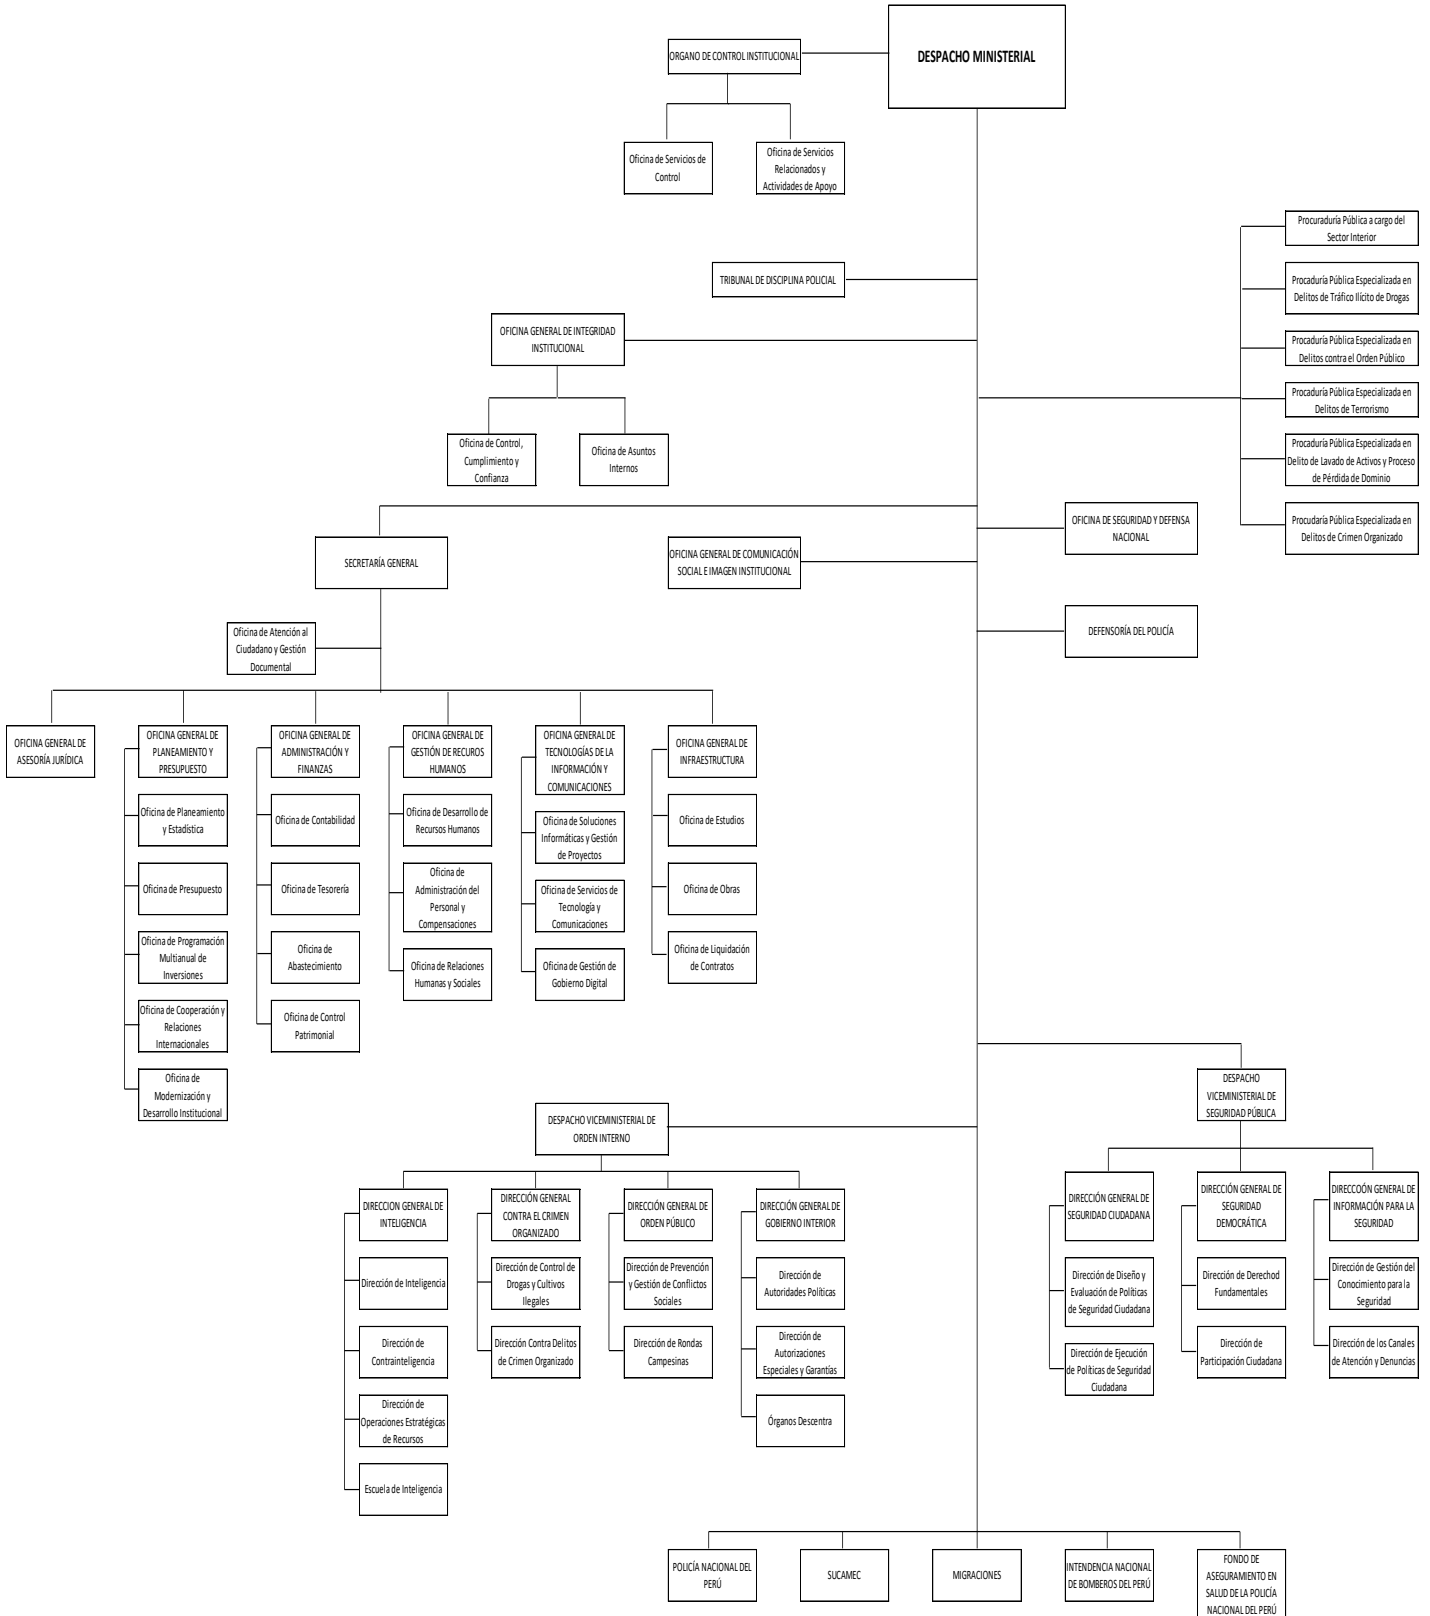 DESPACHO MINISTERIAL
ORGANO DE CONTROL INSTITUCIONAL
Oficina de Servicios de
Control
Oficina de Servicios
Relacionados y
Actividades de Apoyo
Procuraduría Pública a cargo del
Sector Interior
TRIBUNAL DE DISCIPLINA POLICIAL
Procaduría Pública Especializada en
Delitos de Tráfico Ilícito de Drogas
OFICINA GENERAL DE INTEGRIDAD
INSTITUCIONAL
Procaduría Pública Especializada en
Delitos contra el Orden Público
Procaduría Pública Especializada en
Delitos de Terrorismo
Oficina de Control,
Cumplimiento y
Confianza
Oficina de Asuntos
Internos
Procaduría Pública Especializada en
Delito de Lavado de Activos y Proceso
de Pérdida de Dominio
OFICINA DE SEGURIDAD Y DEFENSA
NACIONAL
Procudaría Pública Especializada en
Delitos de Crimen Organizado
SECRETARÍA GENERAL
OFICINA GENERAL DE COMUNICACIÓN
SOCIAL E IMAGEN INSTITUCIONAL
DEFENSORÍA DEL POLICÍA
Oficina de Atención al
Ciudadano y Gestión
Documental
OFICINA GENERAL DE
ASESORÍA JURÍDICA
OFICINA GENERAL DE
PLANEAMIENTO Y
PRESUPUESTO
OFICINA GENERAL DE
ADMINISTRACIÓN Y
FINANZAS
OFICINA GENERAL DE
GESTIÓN DE RECUROS
HUMANOS
OFICINA GENERAL DE
TECNOLOGÍAS DE LA
INFORMACIÓN Y
COMUNICACIONES
OFICINA GENERAL DE
INFRAESTRUCTURA
Oficina de Planeamiento
y Estadística
Oficina de Contabilidad
Oficina de Desarrollo de
Recursos Humanos
Oficina de Soluciones
Informáticas y Gestión
de Proyectos
Oficina de Estudios
Oficina de Presupuesto
Oficina de Tesorería
Oficina de
Administración del
Personal y
Compensaciones
Oficina de Servicios de
Tecnología y
Comunicaciones
Oficina de Obras
Oficina de Programación
Multianual de
Inversiones
Oficina de
Abastecimiento
Oficina de Relaciones
Humanas y Sociales
Oficina de Gestión de
Gobierno Digital
Oficina de Liquidación
de Contratos
Oficina de Cooperación y
Relaciones
Internacionales
Oficina de Control
Patrimonial
Oficina de
Modernización y
Desarrollo Institucional
DESPACHO
VICEMINISTERIAL DE
SEGURIDAD PÚBLICA
DESPACHO VICEMINISTERIAL DE
ORDEN INTERNO
DIRECCION GENERAL DE
INTELIGENCIA
DIRECCIÓN GENERAL
CONTRA EL CRIMEN
ORGANIZADO
DIRECCIÓN GENERAL DE
ORDEN PÚBLICO
DIRECCIÓN GENERAL DE
GOBIERNO INTERIOR
DIRECCIÓN GENERAL DE
SEGURIDAD CIUDADANA
DIRECCIÓN GENERAL DE
SEGURIDAD
DEMOCRÁTICA
DIRECCOÓN GENERAL DE
INFORMACIÓN PARA LA
SEGURIDAD
Dirección de Inteligencia
Dirección de Control de
Drogas y Cultivos
Ilegales
Dirección de Prevención
y Gestión de Conflictos
Sociales
Dirección de
Autoridades Políticas
Dirección de Diseño y
Evaluación de Políticas
de Seguridad Ciudadana
Dirección de Derechod
Fundamentales
Dirección de Gestión del
Conocimiento para la
Seguridad
Dirección de
Contrainteligencia
Dirección Contra Delitos
de Crimen Organizado
Dirección de Rondas
Campesinas
Dirección de
Autorizaciones
Especiales y Garantías
Dirección de Ejecución
de Políticas de Seguridad
Ciudadana
Dirección de
Participación Ciudadana
Dirección de los Canales
de Atención y Denuncias
Dirección de
Operaciones Estratégicas
de Recursos
Órganos Descentra
Escuela de Inteligencia
POLICÍA NACIONAL DEL
PERÚ
SUCAMEC
MIGRACIONES
INTENDENCIA NACIONAL
DE BOMBEROS DEL PERÚ
FONDO DE
ASEGURAMIENTO EN
SALUD DE LA POLICÍA
NACIONAL DEL PERÚ